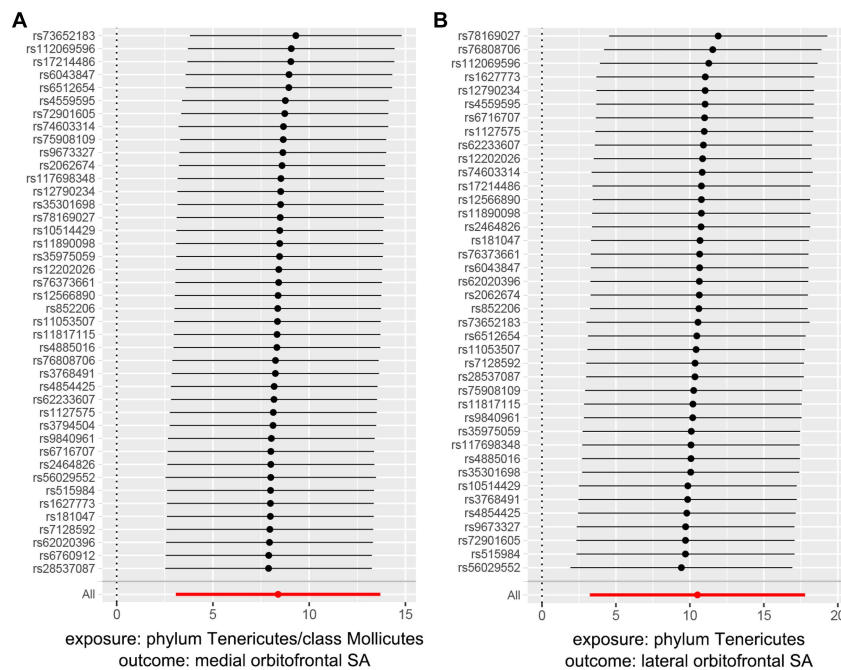 A
rs73652183
rs112069596
rs17214486
rs6043847
rs6512654
rs4559595
rs72901605
rs74603314
rs75908109
rs9673327
rs2062674
rs117698348
rs12790234
rs35301698
rs78169027
rs10514429
rs11890098
rs35975059
rs12202026
rs76373661
rs12566890
rs852206
rs11053507
rs11817115
rs4885016
rs76808706
rs3768491
rs4854425
rs62233607
rs1127575
rs3794504
rs9840961
rs6716707
rs2464826
rs56029552
rs515984
rs1627773
rs181047
rs7128592
rs62020396
rs6760912
rs28537087
All
0 5 10 15
exposure: phylum Tenericutes/class Mollicutes
outcome: medial orbitofrontal SA
B
rs78169027
rs76808706
rs112069596
rs1627773
rs12790234
rs4559595
rs6716707
rs1127575
rs62233607
rs12202026
rs74603314
rs17214486
rs12566890
rs11890098
rs2464826
rs181047
rs76373661
rs6043847
rs62020396
rs2062674
rs852206
rs73652183
rs6512654
rs11053507
rs7128592
rs28537087
rs75908109
rs11817115
rs9840961
rs35975059
rs117698348
rs4885016
rs35301698
rs10514429
rs3768491
rs4854425
rs9673327
rs72901605
rs515984
rs56029552
All
0 5 10 15 20
exposure: phylum Tenericutes
outcome: lateral orbitofrontal SA